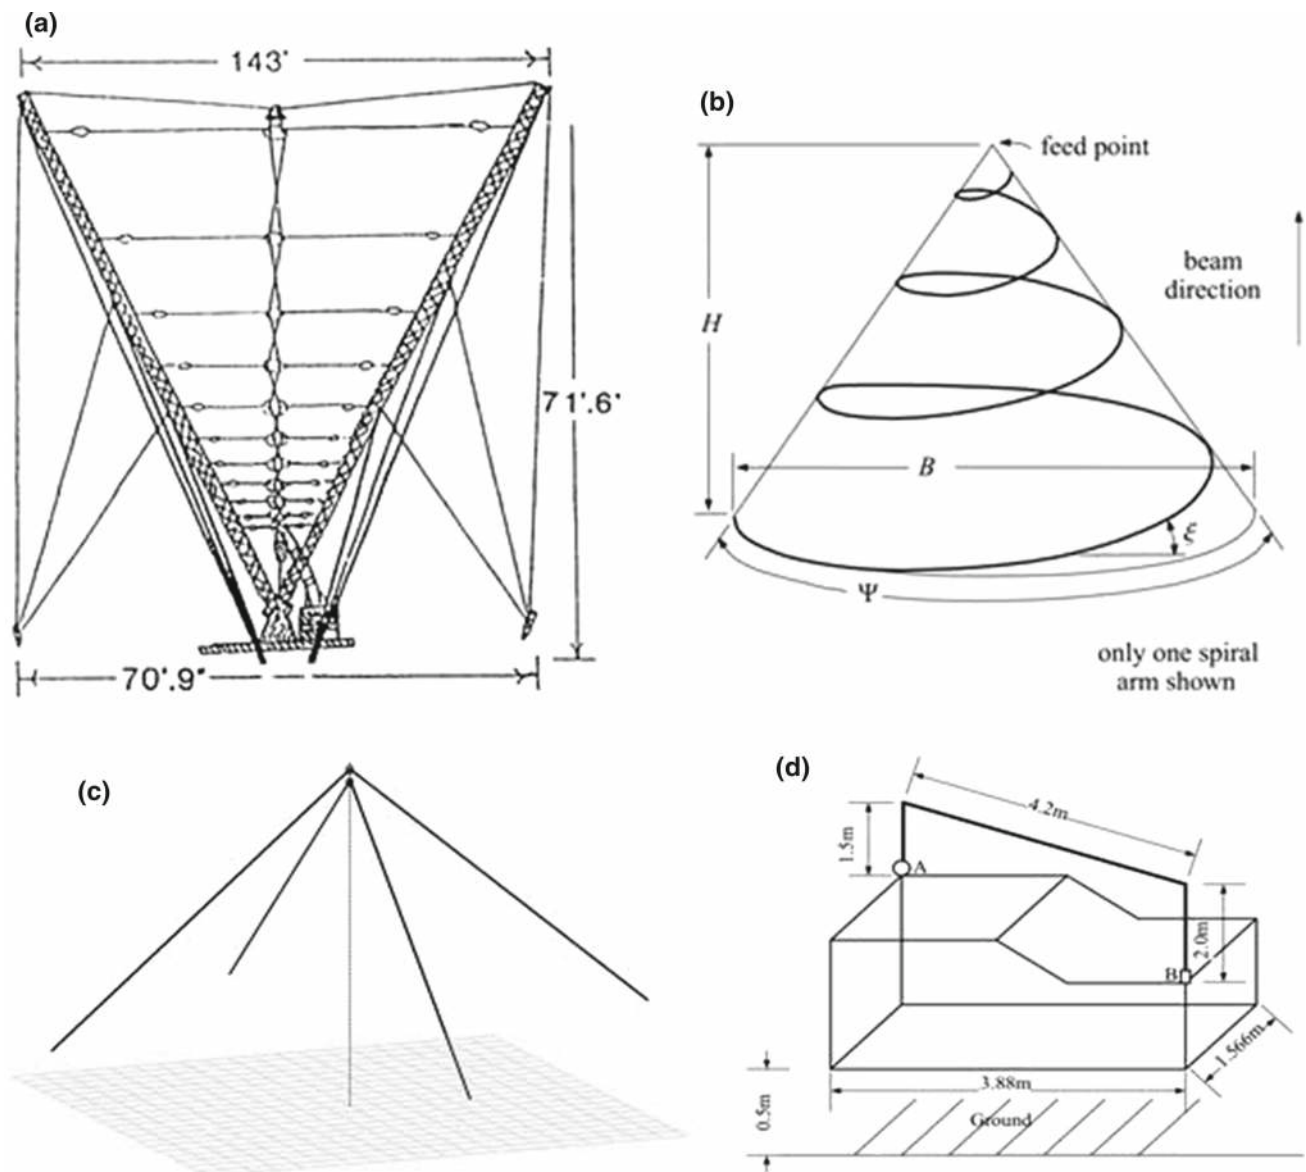 (a)
143'
71'.6'
70'.9"
(b)
feed point
beam
direction
H
B
ξ
Ψ
only one spiral
arm shown
(c)
(d)
4.2m
1.5m
A
2.0m
B
1.566m
3.88m
0.5m
Ground